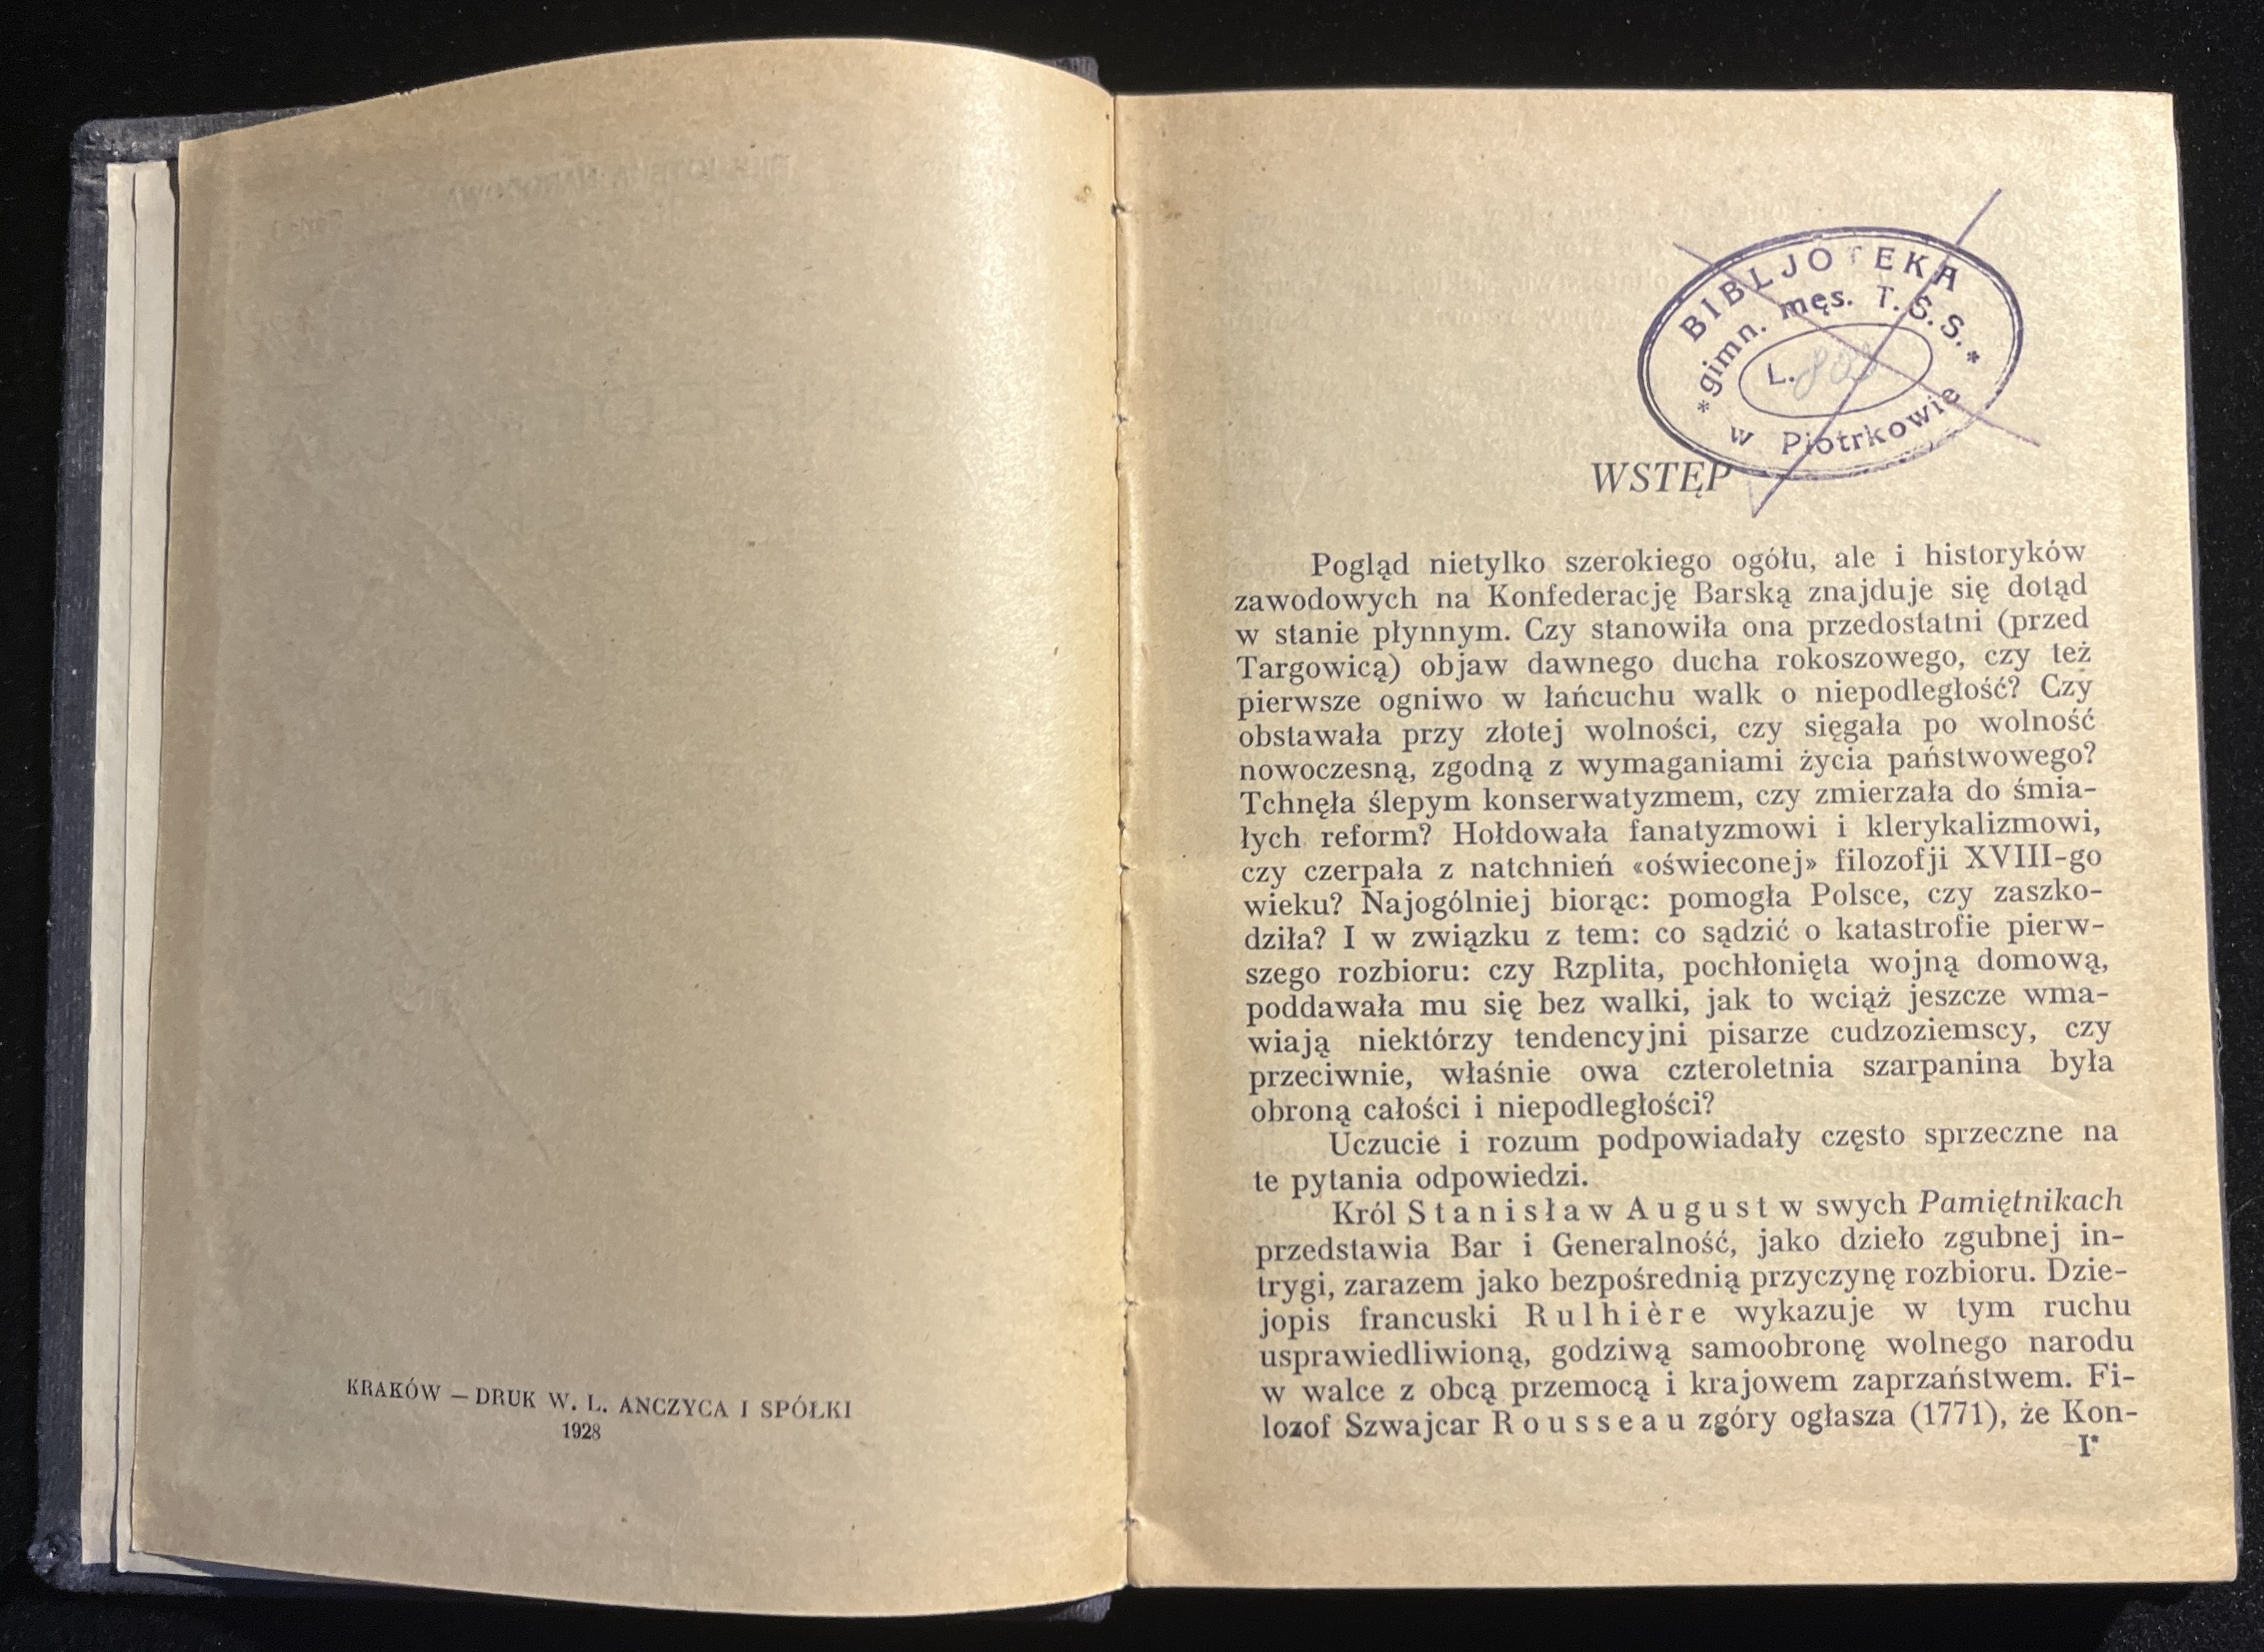 KRAKÓW — DRUK W. L. ANCZYCA I SPÓŁKI
1928
BIBLJOTEKA
* gimn. męs. T. S. S. *
L.
w Piotrkowie
WSTĘP
Pogląd nietylko szerokiego ogółu, ale i historyków
zawodowych na Konfederację Barską znajduje się dotąd
w stanie płynnym. Czy stanowiła ona przedostatni (przed
Targowicą) objaw dawnego ducha rokoszowego, czy też
pierwsze ogniwo w łańcuchu walk o niepodległość? Czy
obstawała przy złotej wolności, czy sięgała po wolność
nowoczesną, zgodną z wymaganiami życia państwowego?
Tchnęła ślepym konserwatyzmem, czy zmierzała do śmia-
łych reform? Hołdowała fanatyzmowi i klerykalizmowi,
czy czerpała z natchnień «oświeconej» filozofji XVIII-go
wieku? Najogólniej biorąc: pomogła Polsce, czy zaszko-
dziła? I w związku z tem: co sądzić o katastrofie pierw-
szego rozbioru: czy Rzplita, pochłonięta wojną domową,
poddawała mu się bez walki, jak to wciąż jeszcze wma-
wiają niektórzy tendencyjni pisarze cudzoziemscy, czy
przeciwnie, właśnie owa czteroletnia szarpanina była
obroną całości i niepodległości?
Uczucie i rozum podpowiadały często sprzeczne na
te pytania odpowiedzi.
Król Stanisław August w swych Pamiętnikach
przedstawia Bar i Generalność, jako dzieło zgubnej in-
trygi, zarazem jako bezpośrednią przyczynę rozbioru. Dzie-
jopis francuski Rulhière wykazuje w tym ruchu
usprawiedliwioną, godziwą samoobronę wolnego narodu
w walce z obcą przemocą i krajowem zaprzaństwem. Fi-
lozof Szwajcar Rousseau zgóry ogłasza (1771), że Kon-
I*